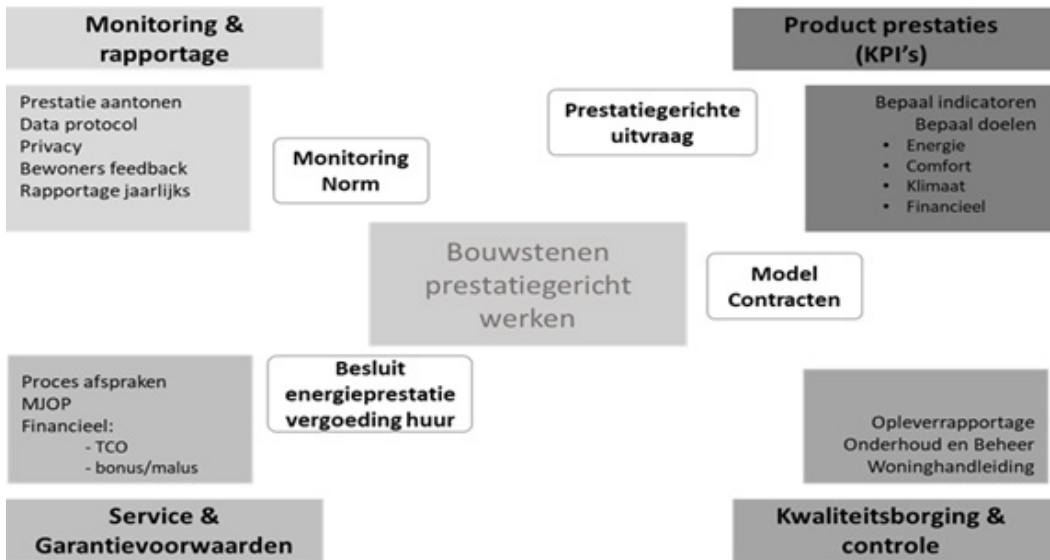 Monitoring &
rapportage
Prestatie aantonen
Data protocol
Privacy
Bewoners feedback
Rapportage jaarlijks
Monitoring
Norm
Prestatiegerichte
uitvraag
Product prestaties
(KPI's)
Bepaal indicatoren
Bepaal doelen
• Energie
• Comfort
• Klimaat
• Financieel
Bouwstenen
prestatiegericht
werken
Model
Contracten
Besluit
energieprestatie
vergoeding huur
Proces afspraken
MJOP
Financieel:
- TCO
- bonus/malus
Service &
Garantievoorwaarden
Opleverrapportage
Onderhoud en Beheer
Woninghandleiding
Kwaliteitsborging &
controle